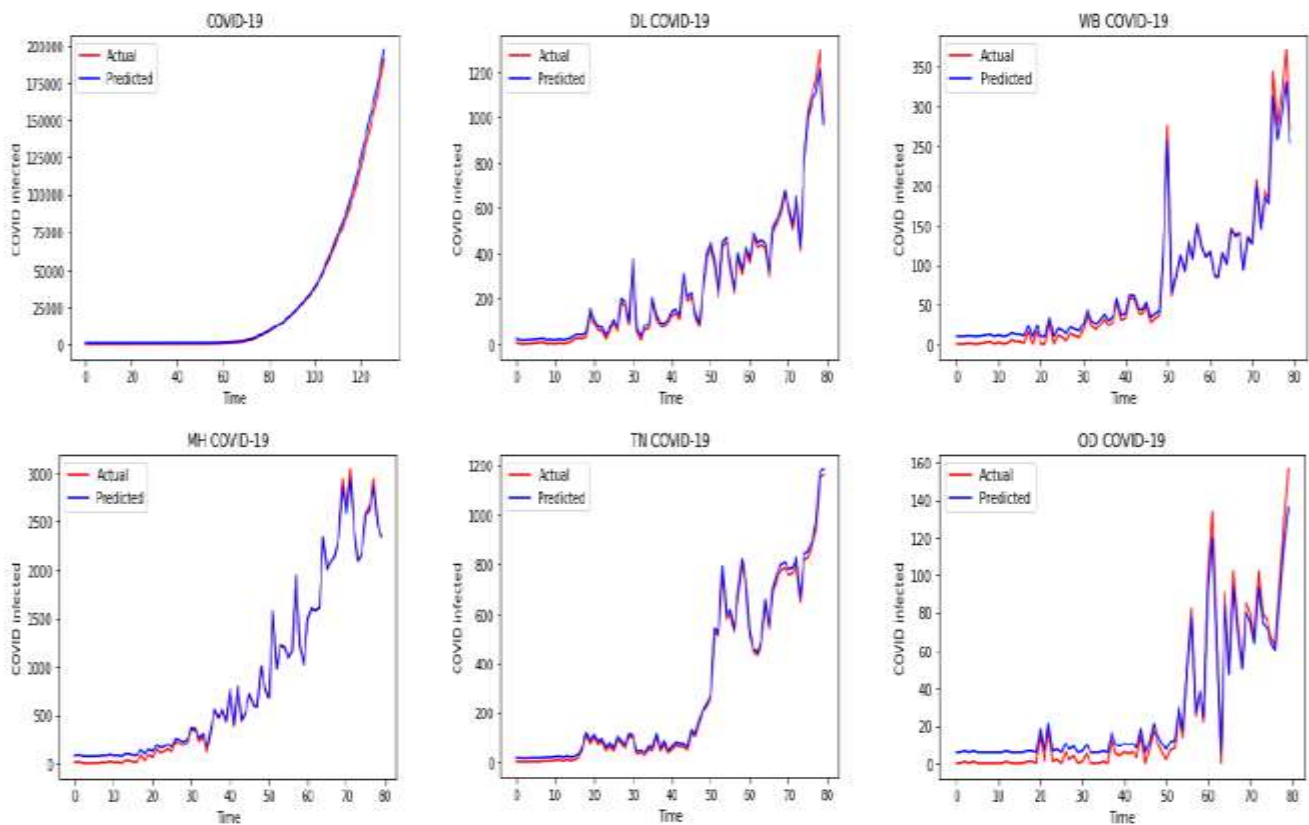 COVID-19
Actual
Predicted
200000
175000
150000
125000
100000
75000
50000
25000
0
COVID infected
0 20 40 60 80 100 120
Time
DL COVID-19
Actual
Predicted
1200
1000
800
600
400
200
0
COVID infected
0 10 20 30 40 50 60 70 80
Time
WB COVID-19
Actual
Predicted
350
300
250
200
150
100
50
0
COVID infected
0 10 20 30 40 50 60 70 80
Time
MH COVID-19
Actual
Predicted
3000
2500
2000
1500
1000
500
0
COVID infected
0 10 20 30 40 50 60 70 80
Time
TN COVID-19
Actual
Predicted
1200
1000
800
600
400
200
0
COVID infected
0 10 20 30 40 50 60 70 80
Time
OD COVID-19
Actual
Predicted
160
140
120
100
80
60
40
20
0
COVID infected
0 10 20 30 40 50 60 70 80
Time